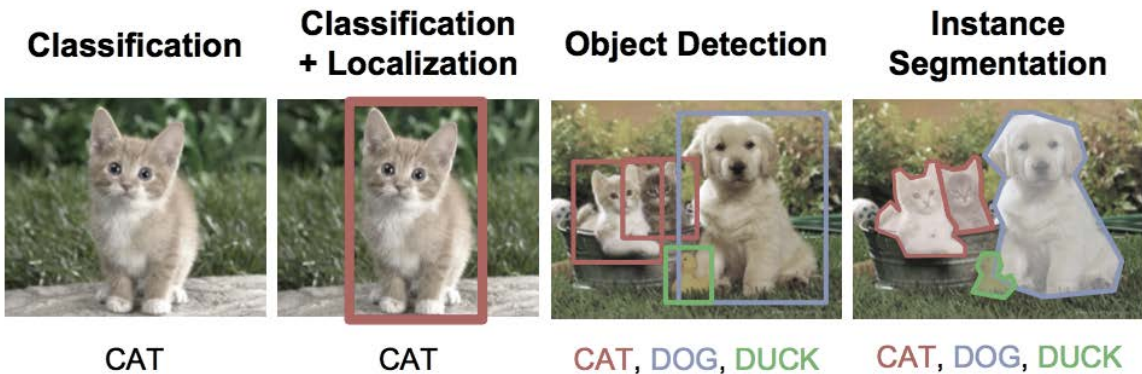 Classification
Classification
+ Localization
Object Detection
Instance
Segmentation
CAT
CAT
CAT, DOG, DUCK
CAT, DOG, DUCK